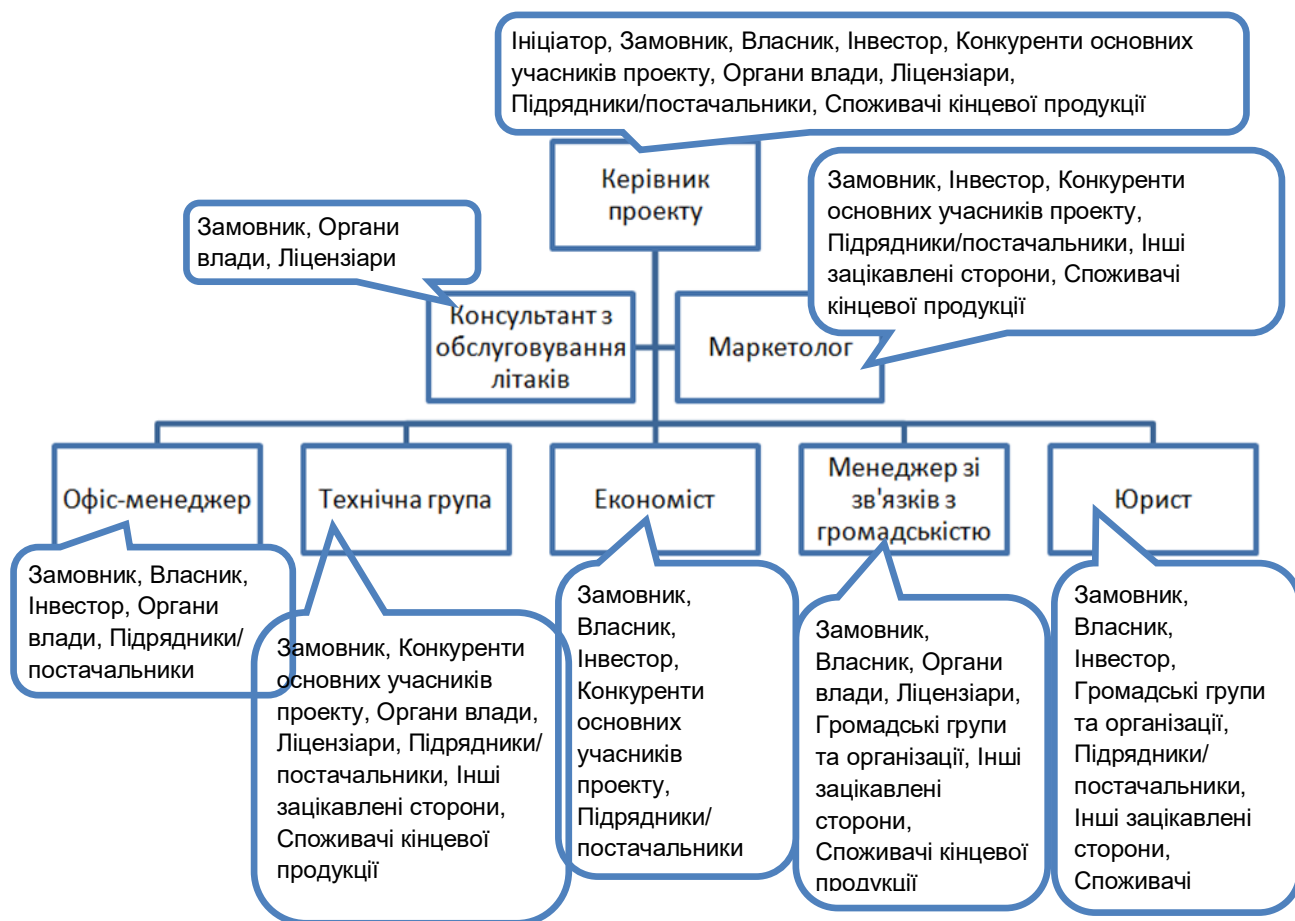 Ініціатор, Замовник, Власник, Інвестор, Конкуренти основних
учасників проекту, Органи влади, Ліцензіари,
Підрядники/постачальники, Споживачі кінцевої продукції
Керівник
проекту
Замовник, Інвестор, Конкуренти
основних учасників проекту,
Підрядники/постачальники, Інші
зацікавлені сторони, Споживачі
кінцевої продукції
Замовник, Органи
влади, Ліцензіари
Консультант з
обслуговування
літаків
Маркетолог
Офіс-менеджер
Технічна група
Економіст
Менеджер зі
зв'язків з
громадськістю
Юрист
Замовник, Власник,
Інвестор, Органи
влади, Підрядники/
постачальники
Замовник, Конкуренти
основних учасників
проекту, Органи влади,
Ліцензіари, Підрядники/
постачальники, Інші
зацікавлені сторони,
Споживачі кінцевої
продукції
Замовник,
Власник,
Інвестор,
Конкуренти
основних
учасників
проекту,
Підрядники/
постачальники
Замовник,
Власник, Органи
влади, Ліцензіари,
Громадські групи
та організації, Інші
зацікавлені
сторони,
Споживачі кінцевої
продукції
Замовник,
Власник,
Інвестор,
Громадські групи
та організації,
Підрядники/
постачальники,
Інші зацікавлені
сторони,
Споживачі